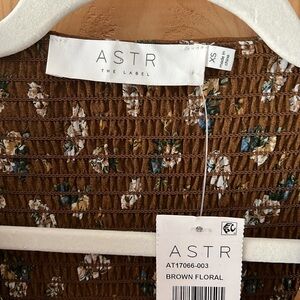 ASTR
THE LABEL
XS
ASTR
AT17066-003
BROWN FLORAL